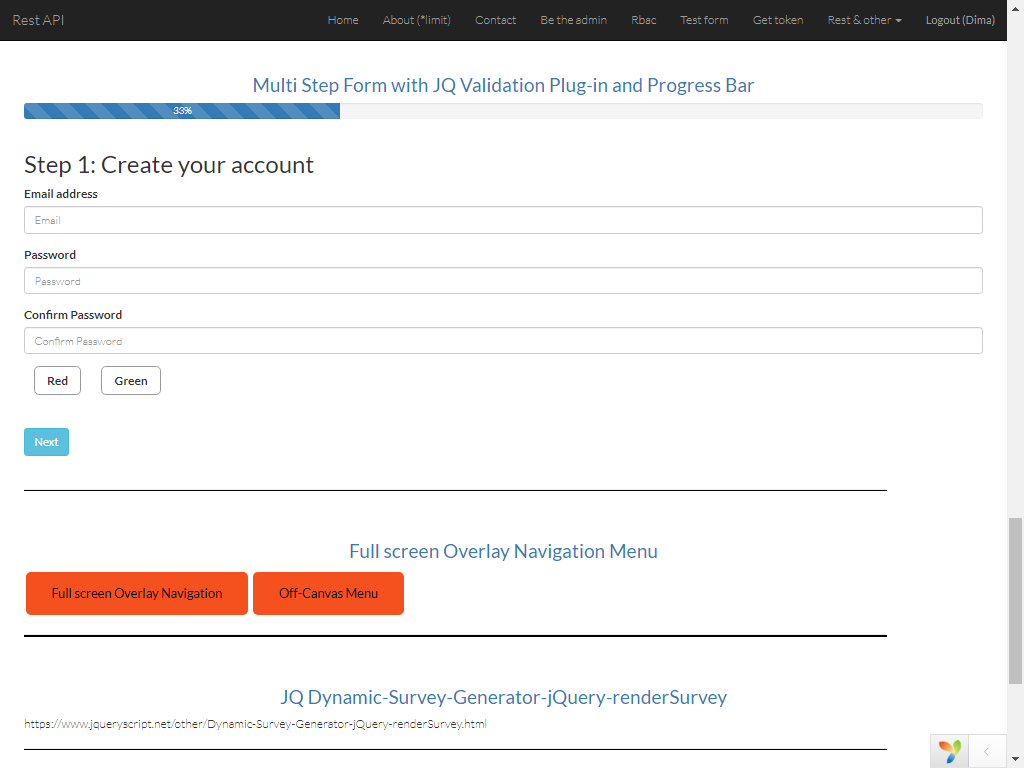 Rest API Home About (*limit) Contact Be the admin Rbac Test form Get token Rest & other Logout (Dima)
Multi Step Form with JQ Validation Plug-in and Progress Bar
33%
Step 1: Create your account
Email address
Email
Password
Password
Confirm Password
Confirm Password
Red Green
Next
Full screen Overlay Navigation Menu
Full screen Overlay Navigation Off-Canvas Menu
JQ Dynamic-Survey-Generator-jQuery-renderSurvey
https://www.jqueryscript.net/other/Dynamic-Survey-Generator-jQuery-renderSurvey.html